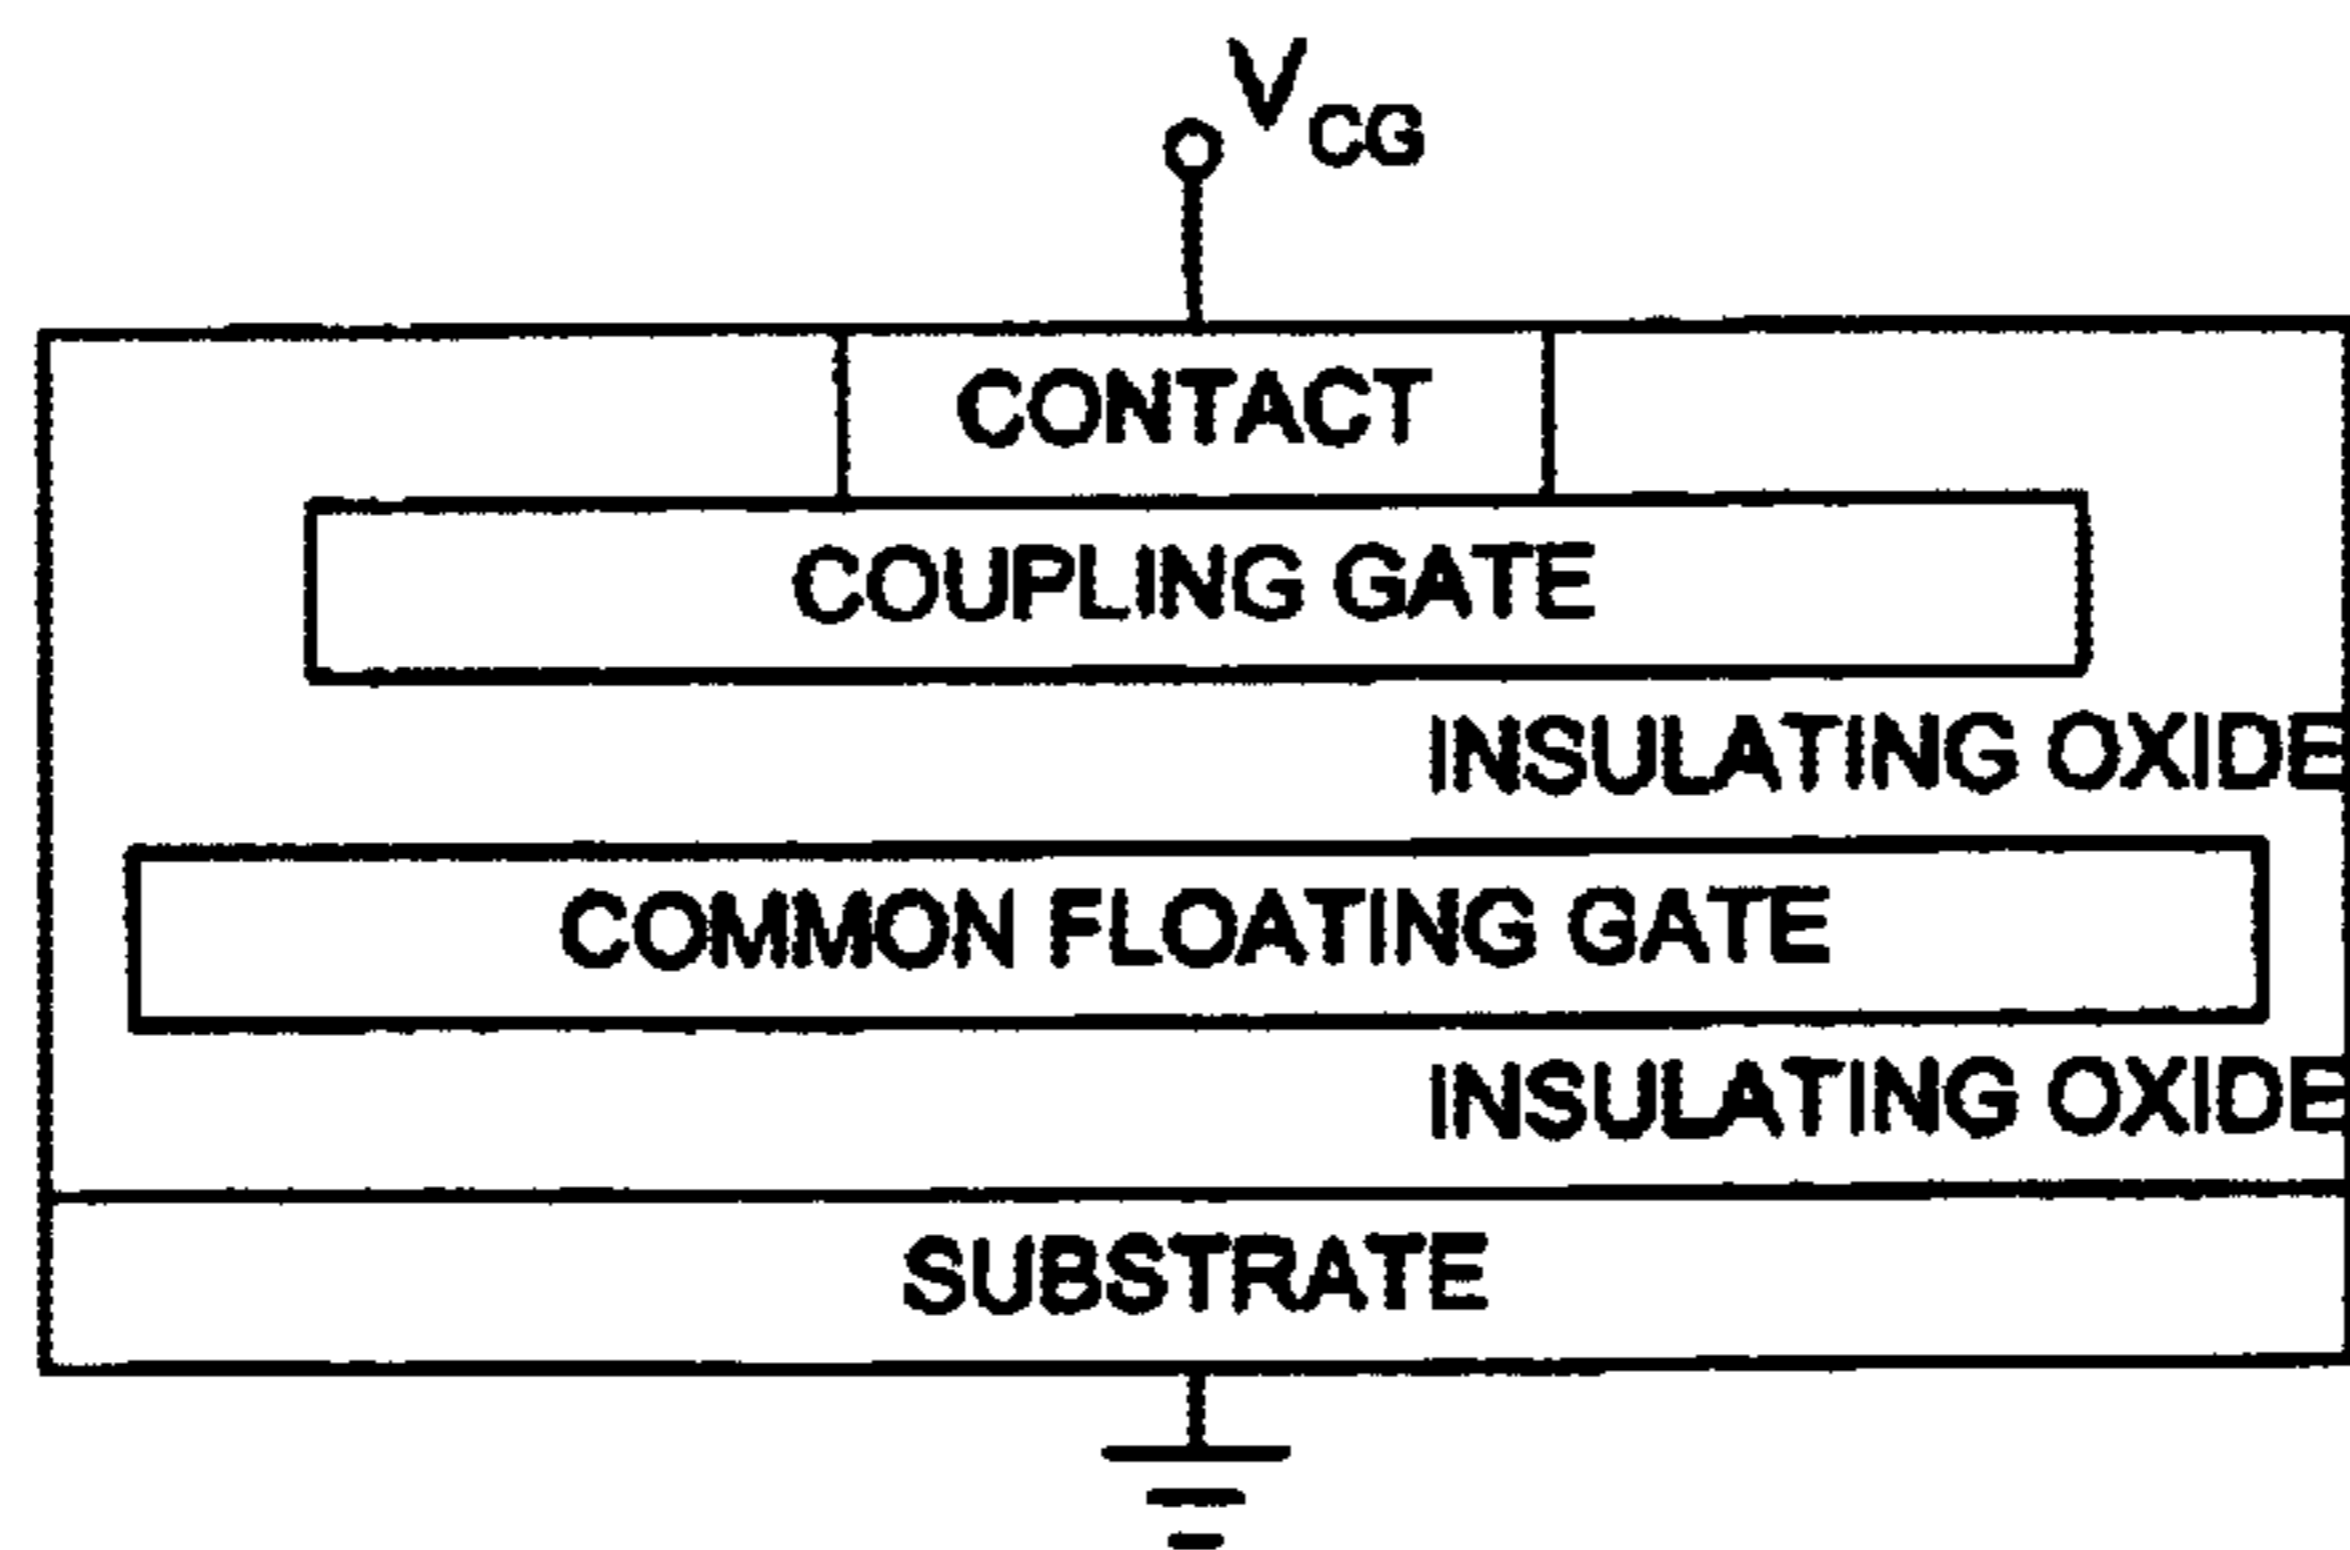 VCG
CONTACT
COUPLING GATE
INSULATING OXIDE
COMMON FLOATING GATE
INSULATING OXIDE
SUBSTRATE